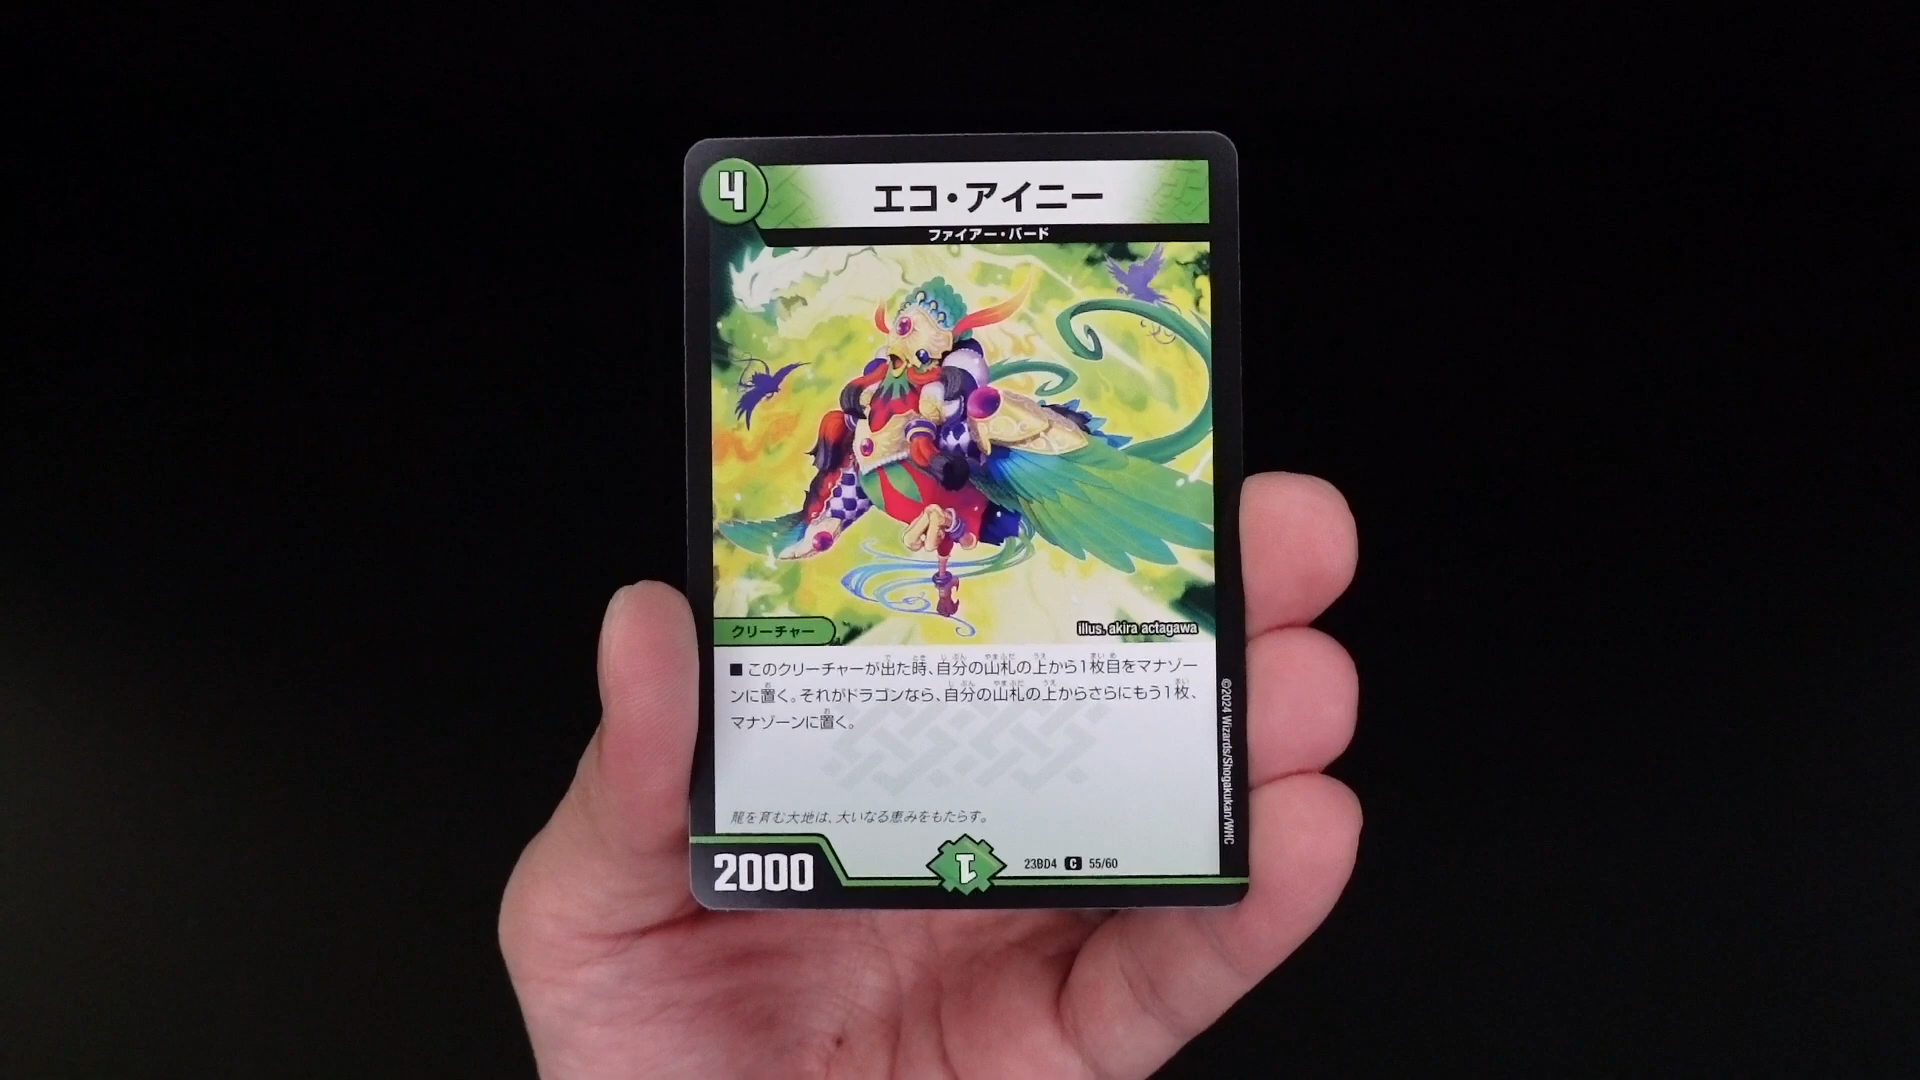 4
エコ・アイニー
ファイアー・バード
クリーチャー
illus. akira actagawa
■このクリーチャーが出た時、自分の山札の上から1枚目をマナゾー
ンに置く。それがドラゴンなら、自分の山札の上からさらにもう1枚、
マナゾーンに置く。
龍を育む大地は、大いなる恵みをもたらす。
2000
1
23BD4 C 55/60
©2024 Wizards/Shogakukan/WHC